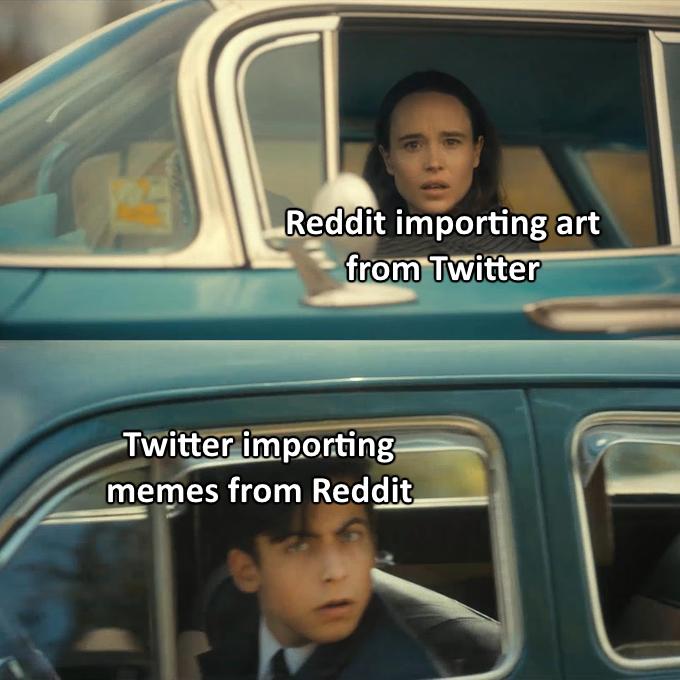 Reddit importing art
from Twitter
Twitter importing
memes from Reddit